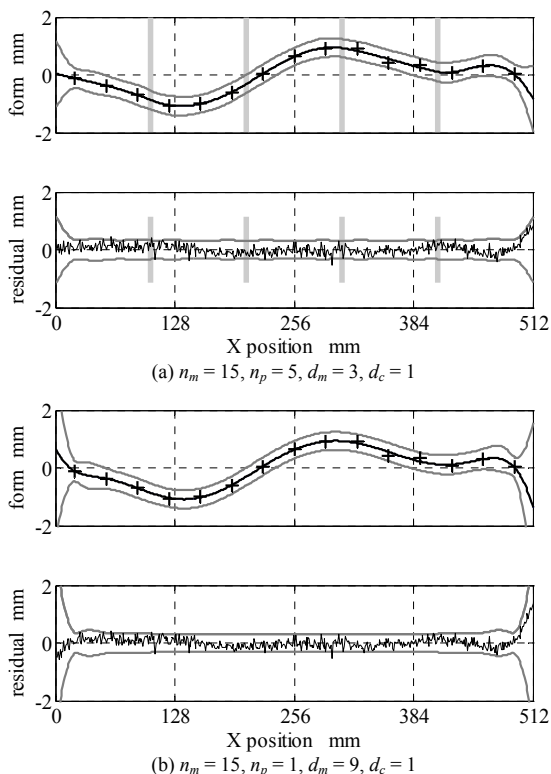 2
0
-2
form mm
2
0
-2
residual mm
0 128 256 384 512
X position mm
(a) n_m = 15, n_p = 5, d_m = 3, d_c = 1
2
0
-2
form mm
2
0
-2
residual mm
0 128 256 384 512
X position mm
(b) n_m = 15, n_p = 1, d_m = 9, d_c = 1